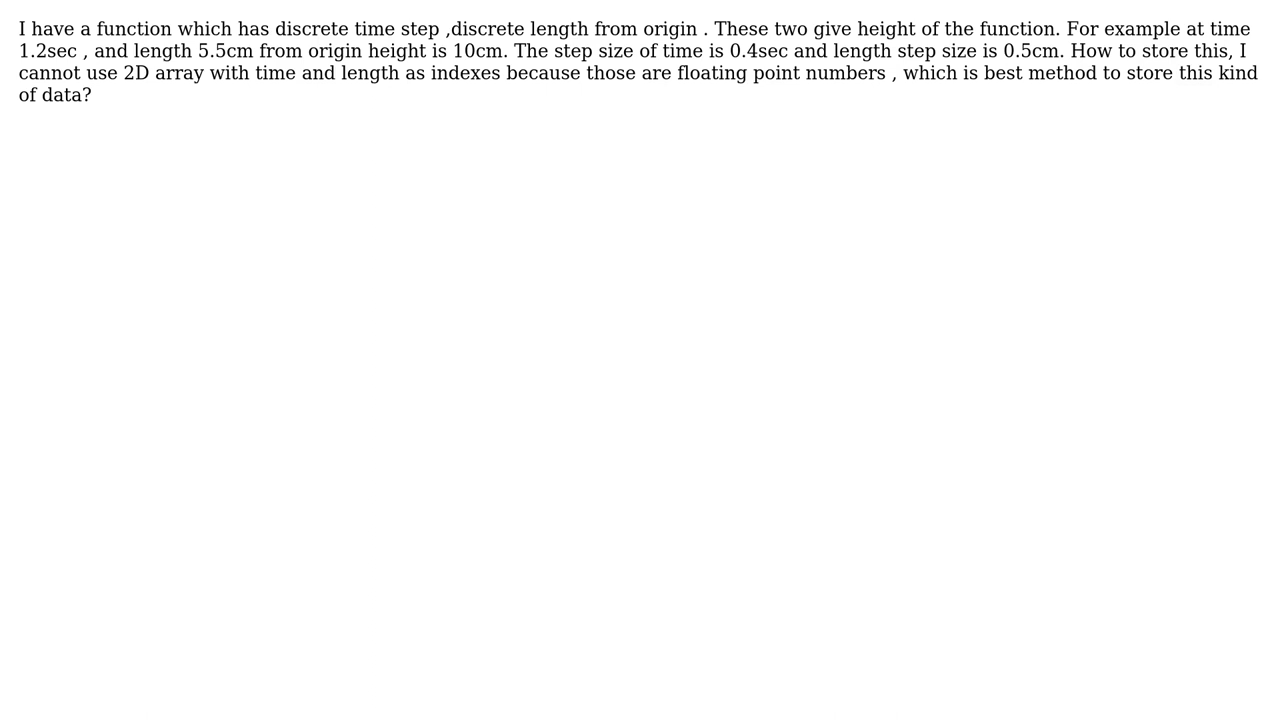 I have a function which has discrete time step ,discrete length from origin . These two give height of the function. For example at time
1.2sec , and length 5.5cm from origin height is 10cm. The step size of time is 0.4sec and length step size is 0.5cm. How to store this, I
cannot use 2D array with time and length as indexes because those are floating point numbers , which is best method to store this kind
of data?